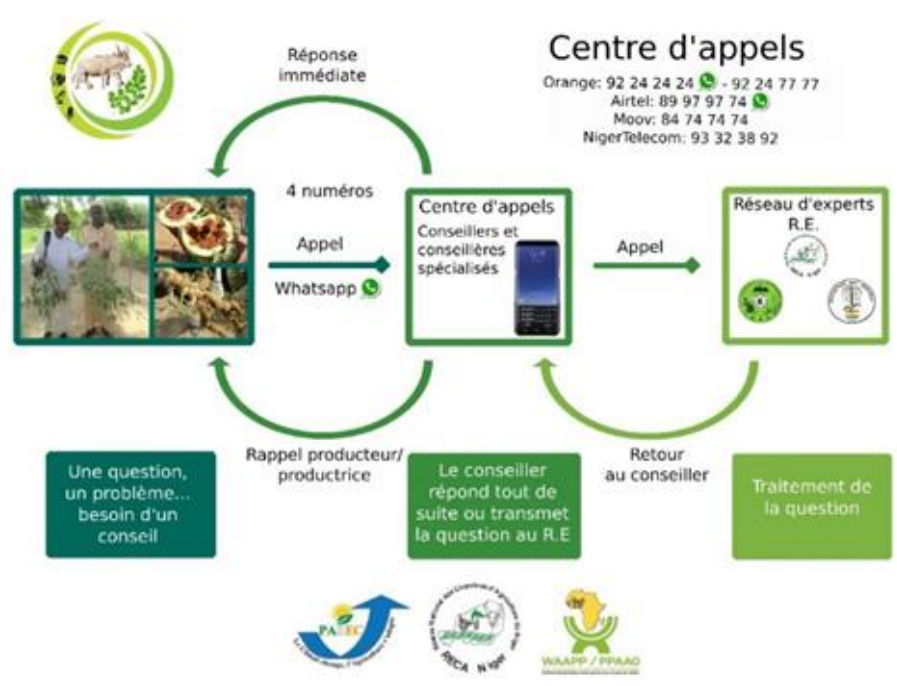 Réponse
immédiate
Centre d'appels
Orange: 92 24 24 24 - 92 24 77 77
Airtel: 89 97 97 74
Moov: 84 74 74 74
NigerTelecom: 93 32 38 92
4 numéros
Appel
Whatsapp
Centre d'appels
Conseillers et
conseillères
spécialisés
Appel
Réseau d'experts
R.E.
Rappel producteur/
productrice
Retour
au conseiller
Une question,
un problème...
besoin d'un
conseil
Le conseiller
répond tout de
suite ou transmet
la question au R.E
Traitement de
la question
RECA Niger
WAAPP / PPAAO